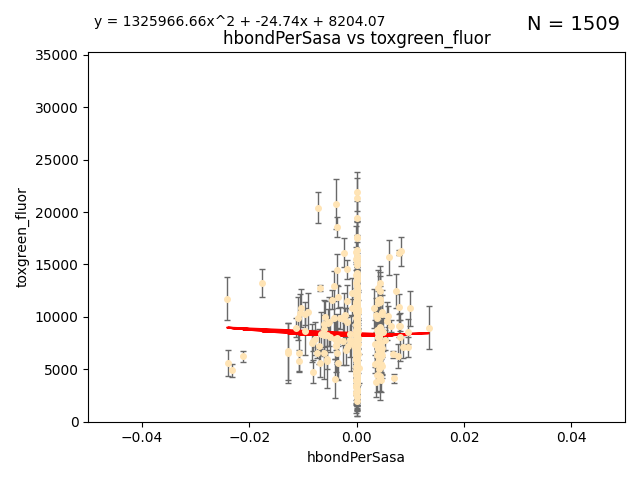 y = 1325966.66x^2 + -24.74x + 8204.07
N = 1509
hbondPerSasa vs toxgreen_fluor
35000
30000
25000
20000
15000
10000
5000
0
toxgreen_fluor
−0.04
−0.02
0.00
0.02
0.04
hbondPerSasa